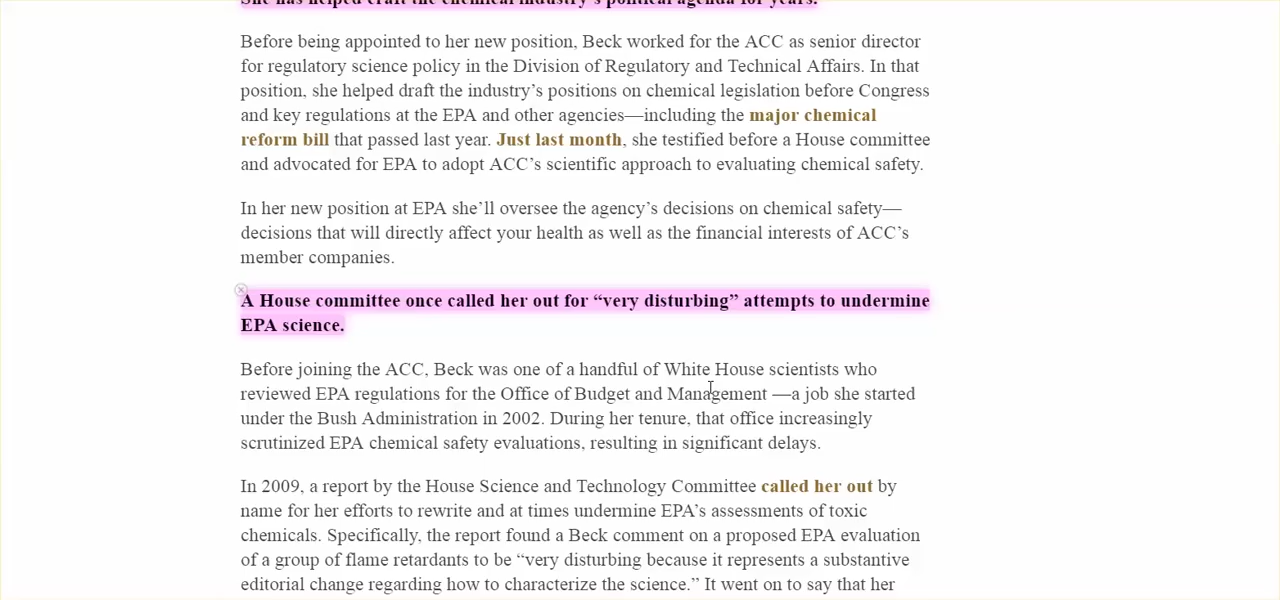 She has helped draft the chemical industry's political agenda for years.
Before being appointed to her new position, Beck worked for the ACC as senior director
for regulatory science policy in the Division of Regulatory and Technical Affairs. In that
position, she helped draft the industry’s positions on chemical legislation before Congress
and key regulations at the EPA and other agencies—including the major chemical
reform bill that passed last year. Just last month, she testified before a House committee
and advocated for EPA to adopt ACC’s scientific approach to evaluating chemical safety.
In her new position at EPA she’ll oversee the agency’s decisions on chemical safety—
decisions that will directly affect your health as well as the financial interests of ACC’s
member companies.
A House committee once called her out for “very disturbing” attempts to undermine
EPA science.
Before joining the ACC, Beck was one of a handful of White House scientists who
reviewed EPA regulations for the Office of Budget and Management —a job she started
under the Bush Administration in 2002. During her tenure, that office increasingly
scrutinized EPA chemical safety evaluations, resulting in significant delays.
In 2009, a report by the House Science and Technology Committee called her out by
name for her efforts to rewrite and at times undermine EPA’s assessments of toxic
chemicals. Specifically, the report found a Beck comment on a proposed EPA evaluation
of a group of flame retardants to be “very disturbing because it represents a substantive
editorial change regarding how to characterize the science.” It went on to say that her